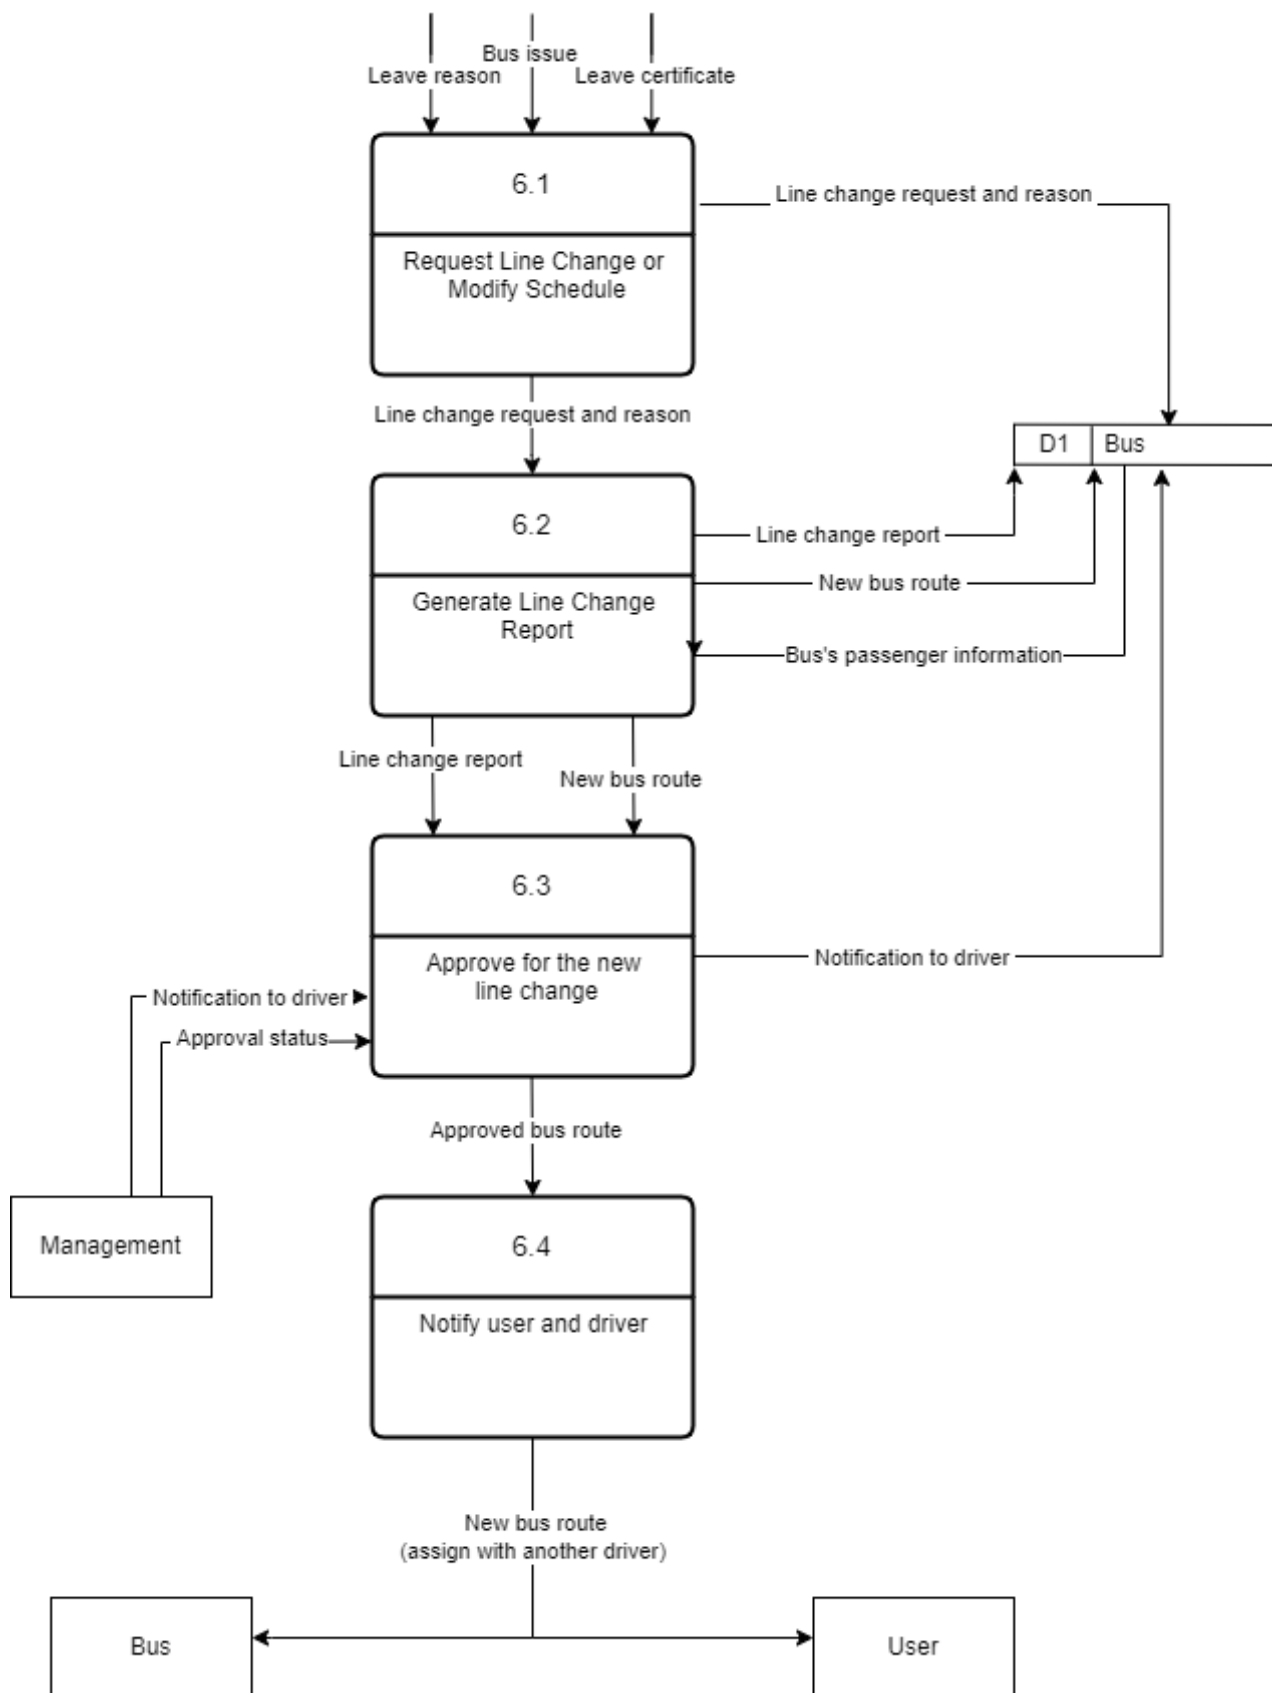 Bus issue
Leave reason
Leave certificate
6.1
Line change request and reason
Request Line Change or
Modify Schedule
Line change request and reason
D1
Bus
6.2
Line change report
New bus route
Generate Line Change
Report
Bus's passenger information
Line change report
New bus route
6.3
Approve for the new
line change
Notification to driver
Notification to driver
Approval status
Approved bus route
Management
6.4
Notify user and driver
New bus route
(assign with another driver)
Bus
User